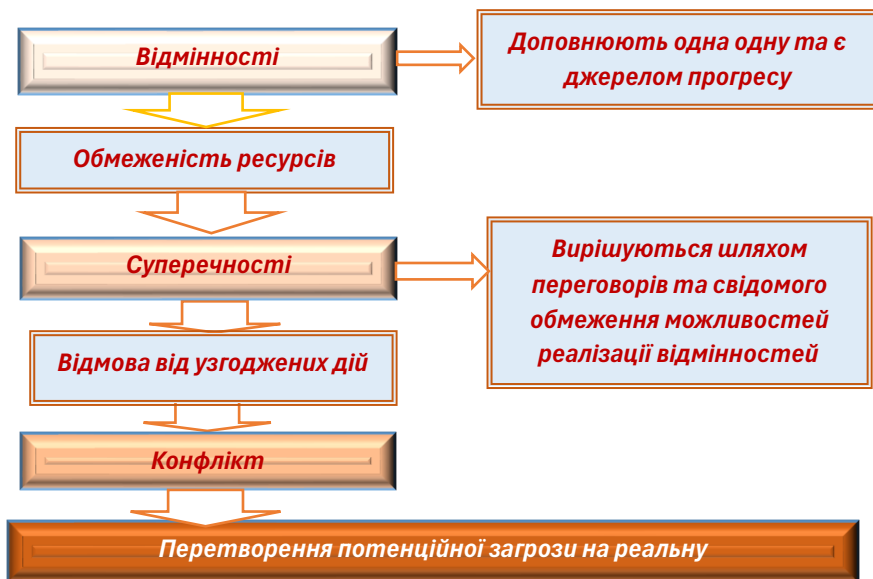 Відмінності
Доповнюють одна одну та є
джерелом прогресу
Обмеженість ресурсів
Суперечності
Вирішуються шляхом
переговорів та свідомого
обмеження можливостей
реалізації відмінностей
Відмова від узгоджених дій
Конфлікт
Перетворення потенційної загрози на реальну